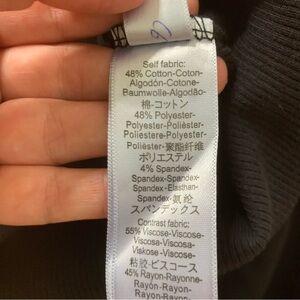 Self fabric:
48% Cotton-Coton-
Algodón-Cotone-
Baumwolle-Algodão-
棉-コットン
48% Polyester-
Polyester-Poliéster-
Poliestere-Polyester-
Poliéster-聚酯纤维
ポリエステル
4% Spandex-
Spandex-Spandex-
Spandex-Elasthan-
Spandex-氨纶
スパンデックス
Contrast fabric:
55% Viscose-Viscose-
Viscosa-Viscosa-
Viskose-Viscose-
粘胶-ビスコース
45% Rayon-Rayonne-
Rayón-Rayon-